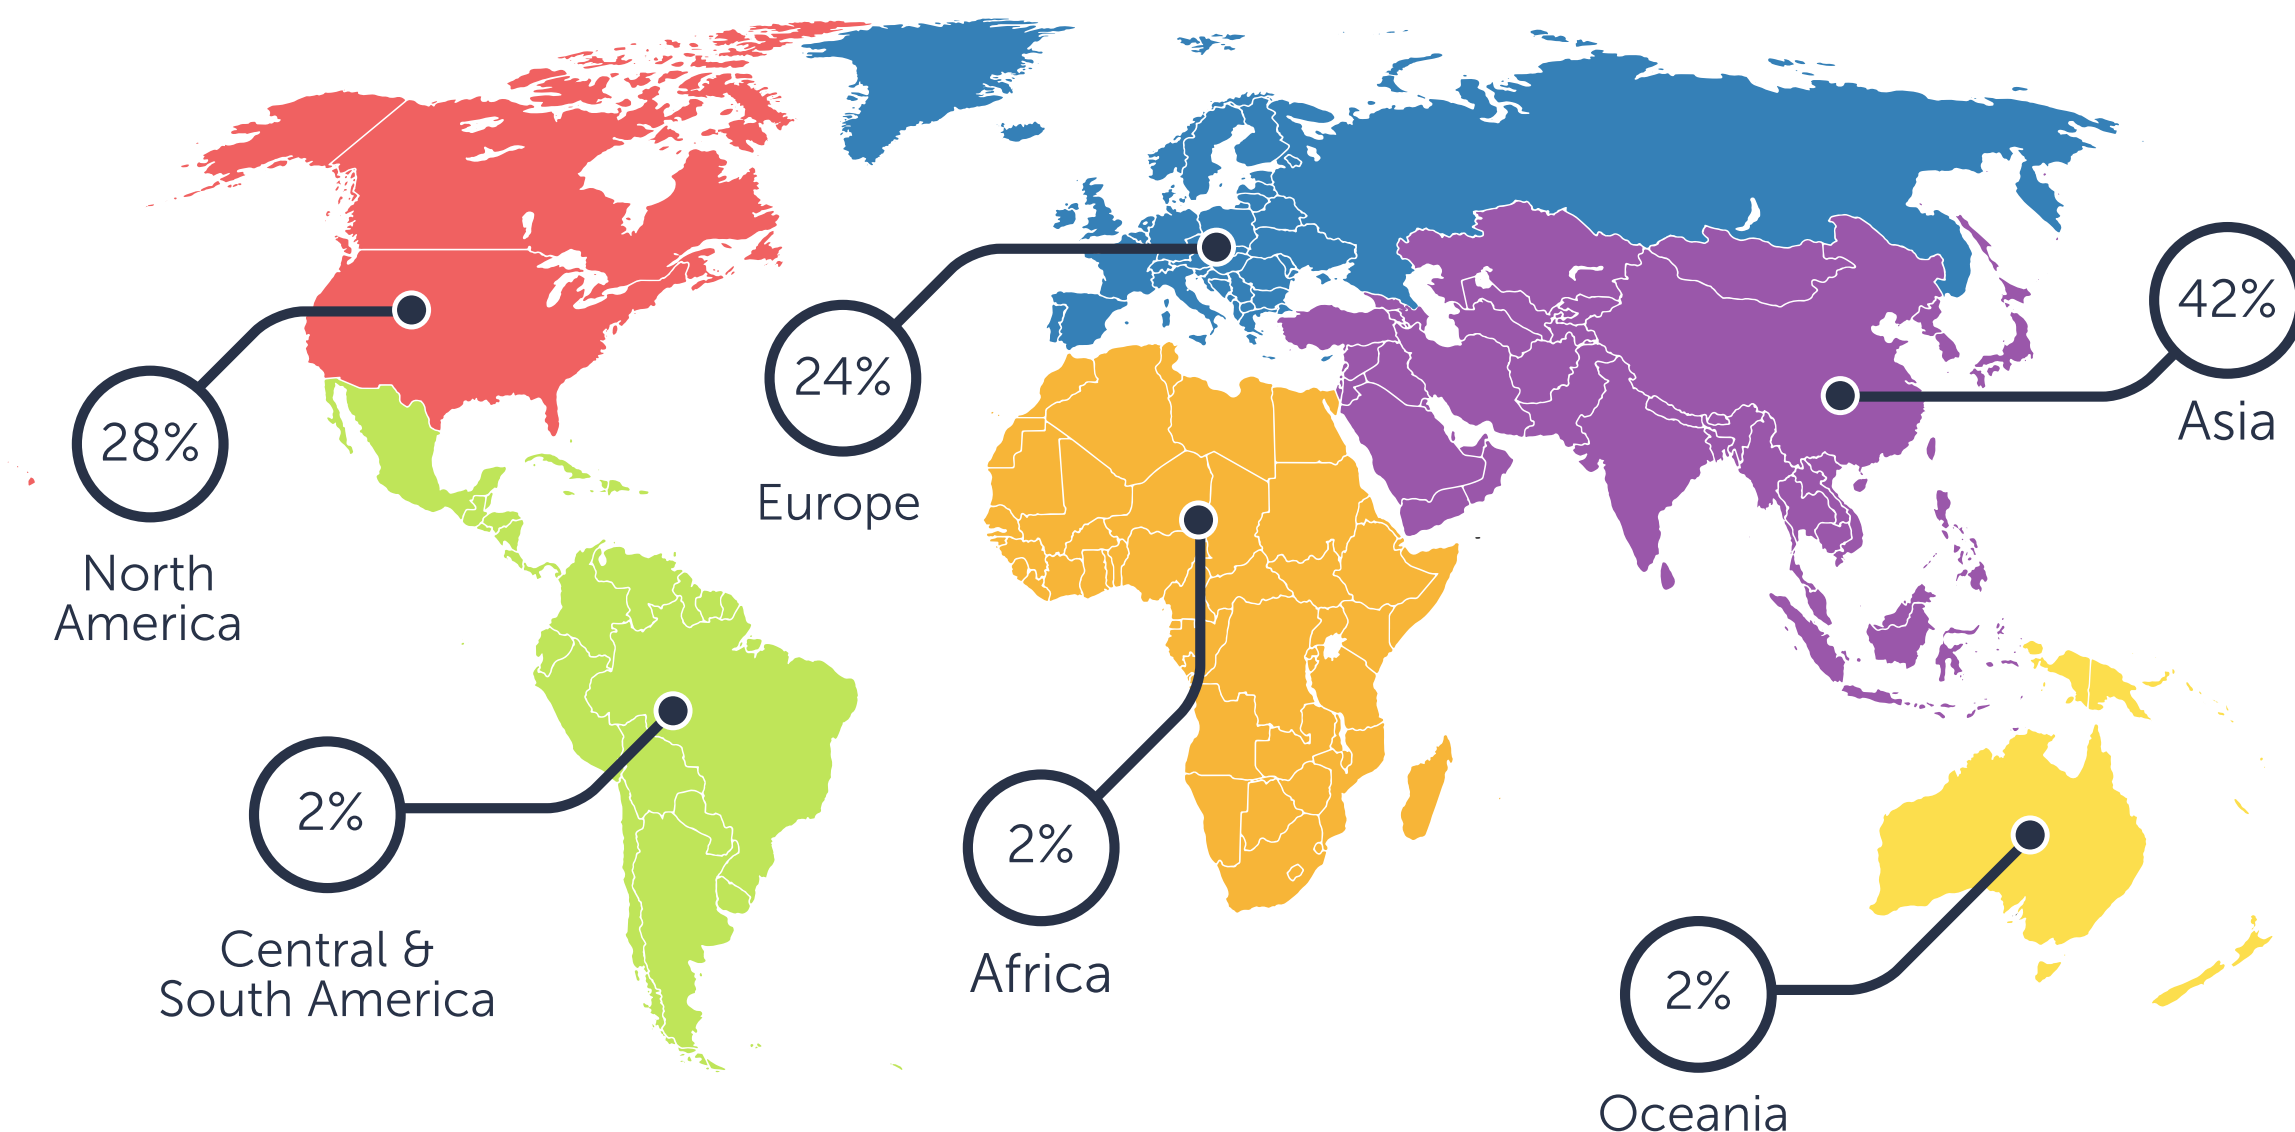 28%
North
America
24%
Europe
42%
Asia
2%
Central &
South America
2%
Africa
2%
Oceania